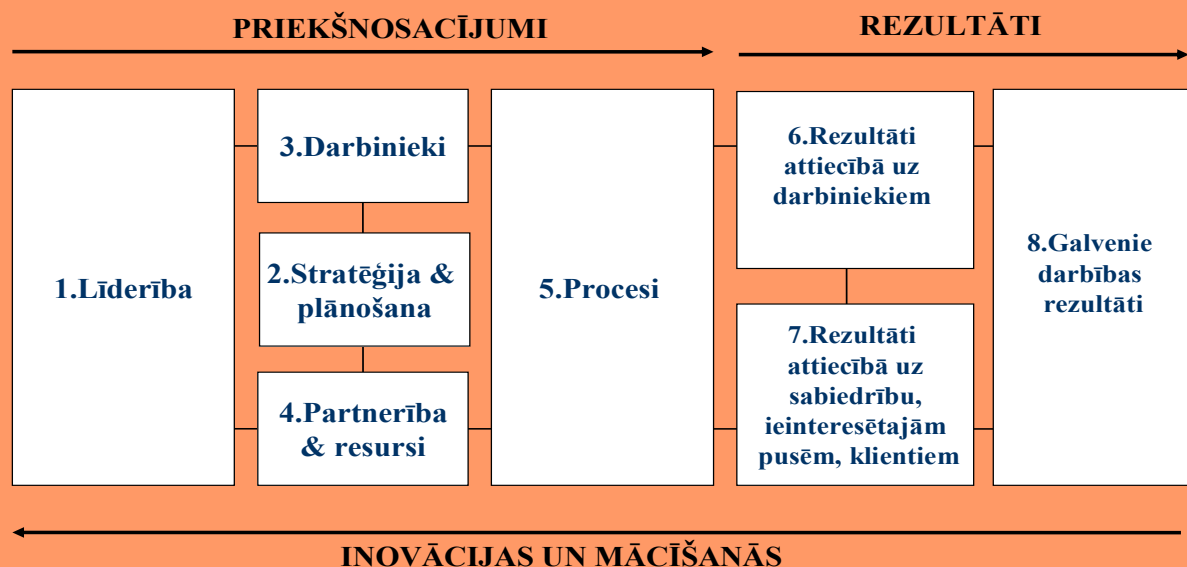 PRIEKŠNOSACĪJUMI
REZULTĀTI
1.Līderība
3.Darbinieki
2.Stratēģija &
plānošana
4.Partnerība
& resursi
5.Procesi
6.Rezultāti
attiecībā uz
darbiniekiem
7.Rezultāti
attiecībā uz
sabiedrību,
ieinteresētajām
pusēm, klientiem
8.Galvenie
darbības
rezultāti
INOVĀCIJAS UN MĀCĪŠANĀS